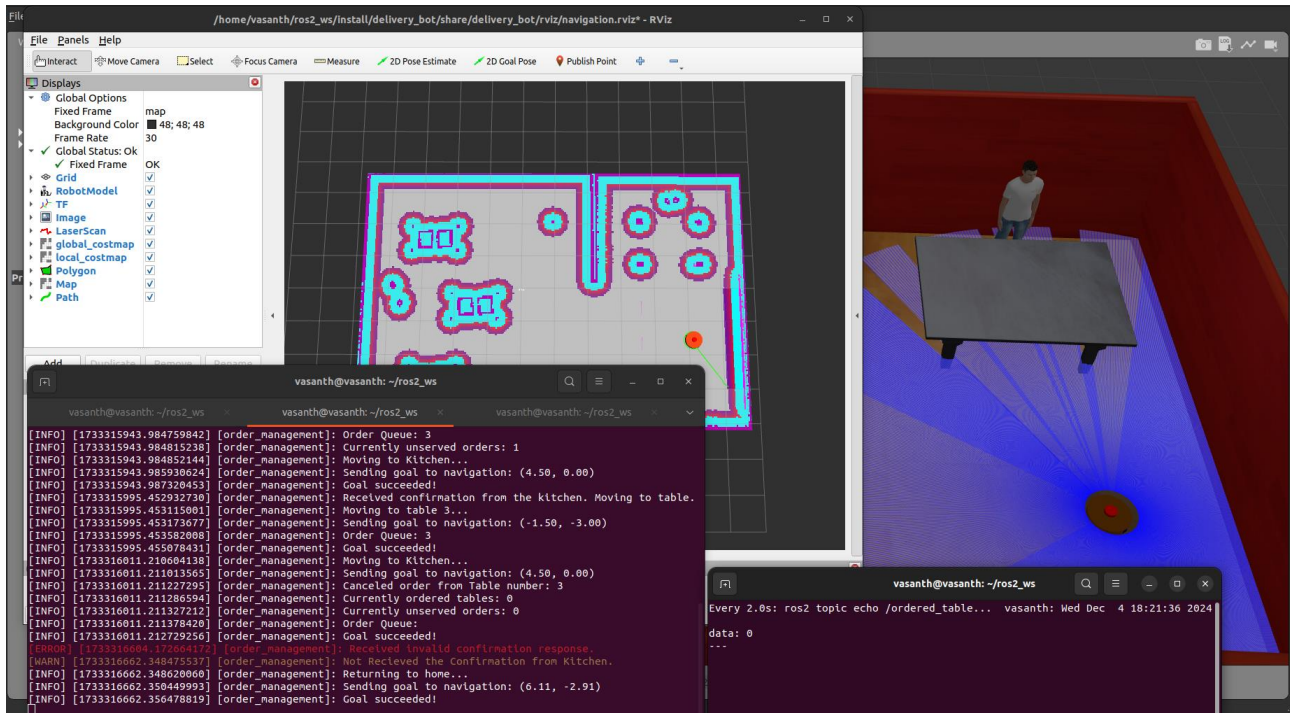 File
/home/vasanth/ros2_ws/install/delivery_bot/share/delivery_bot/rviz/navigation.rviz* - RViz
File Panels Help
Interact Move Camera Select Focus Camera Measure 2D Pose Estimate 2D Goal Pose Publish Point
LOG
Displays
Global Options
Fixed Frame map
Background Color 48; 48; 48
Frame Rate 30
Global Status: Ok
Fixed Frame OK
Grid
RobotModel
TF
Image
LaserScan
global_costmap
local_costmap
Polygon
Map
Path
Pr
Add Duplicate Remove Rename
vasanth@vasanth: ~/ros2_ws
vasanth@vasanth: ~/ros2_ws vasanth@vasanth: ~/ros2_ws vasanth@vasanth: ~/ros2_ws
[INFO] [1733315943.984759842] [order_management]: Order Queue: 3
[INFO] [1733315943.984815238] [order_management]: Currently unserved orders: 1
[INFO] [1733315943.984852144] [order_management]: Moving to Kitchen...
[INFO] [1733315943.985930624] [order_management]: Sending goal to navigation: (4.50, 0.00)
[INFO] [1733315943.987320453] [order_management]: Goal succeeded!
[INFO] [1733315995.452932730] [order_management]: Received confirmation from the kitchen. Moving to table.
[INFO] [1733315995.453115001] [order_management]: Moving to table 3...
[INFO] [1733315995.453173677] [order_management]: Sending goal to navigation: (-1.50, -3.00)
[INFO] [1733315995.453582008] [order_management]: Order Queue: 3
[INFO] [1733315995.455078431] [order_management]: Goal succeeded!
[INFO] [1733316011.210604138] [order_management]: Moving to Kitchen...
[INFO] [1733316011.211013565] [order_management]: Sending goal to navigation: (4.50, 0.00)
[INFO] [1733316011.211227295] [order_management]: Canceled order from Table number: 3
[INFO] [1733316011.211286594] [order_management]: Currently ordered tables: 0
[INFO] [1733316011.211327212] [order_management]: Currently unserved orders: 0
[INFO] [1733316011.211378420] [order_management]: Order Queue:
[INFO] [1733316011.212729256] [order_management]: Goal succeeded!
[ERROR] [1733316604.172664172] [order_management]: Received invalid confirmation response.
[WARN] [1733316662.348475537] [order_management]: Not Recieved the Confirmation from Kitchen.
[INFO] [1733316662.348620060] [order_management]: Returning to home...
[INFO] [1733316662.350449993] [order_management]: Sending goal to navigation: (6.11, -2.91)
[INFO] [1733316662.356478819] [order_management]: Goal succeeded!
vasanth@vasanth: ~/ros2_ws
Every 2.0s: ros2 topic echo /ordered_table... vasanth: Wed Dec 4 18:21:36 2024
data: 0
---